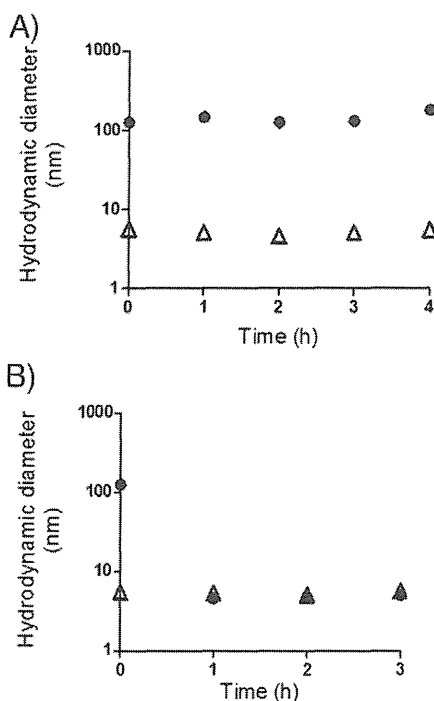 A)
Hydrodynamic diameter
(nm)
1000
100
10
1
0 1 2 3 4
Time (h)
B)
Hydrodynamic diameter
(nm)
1000
100
10
1
0 1 2 3
Time (h)